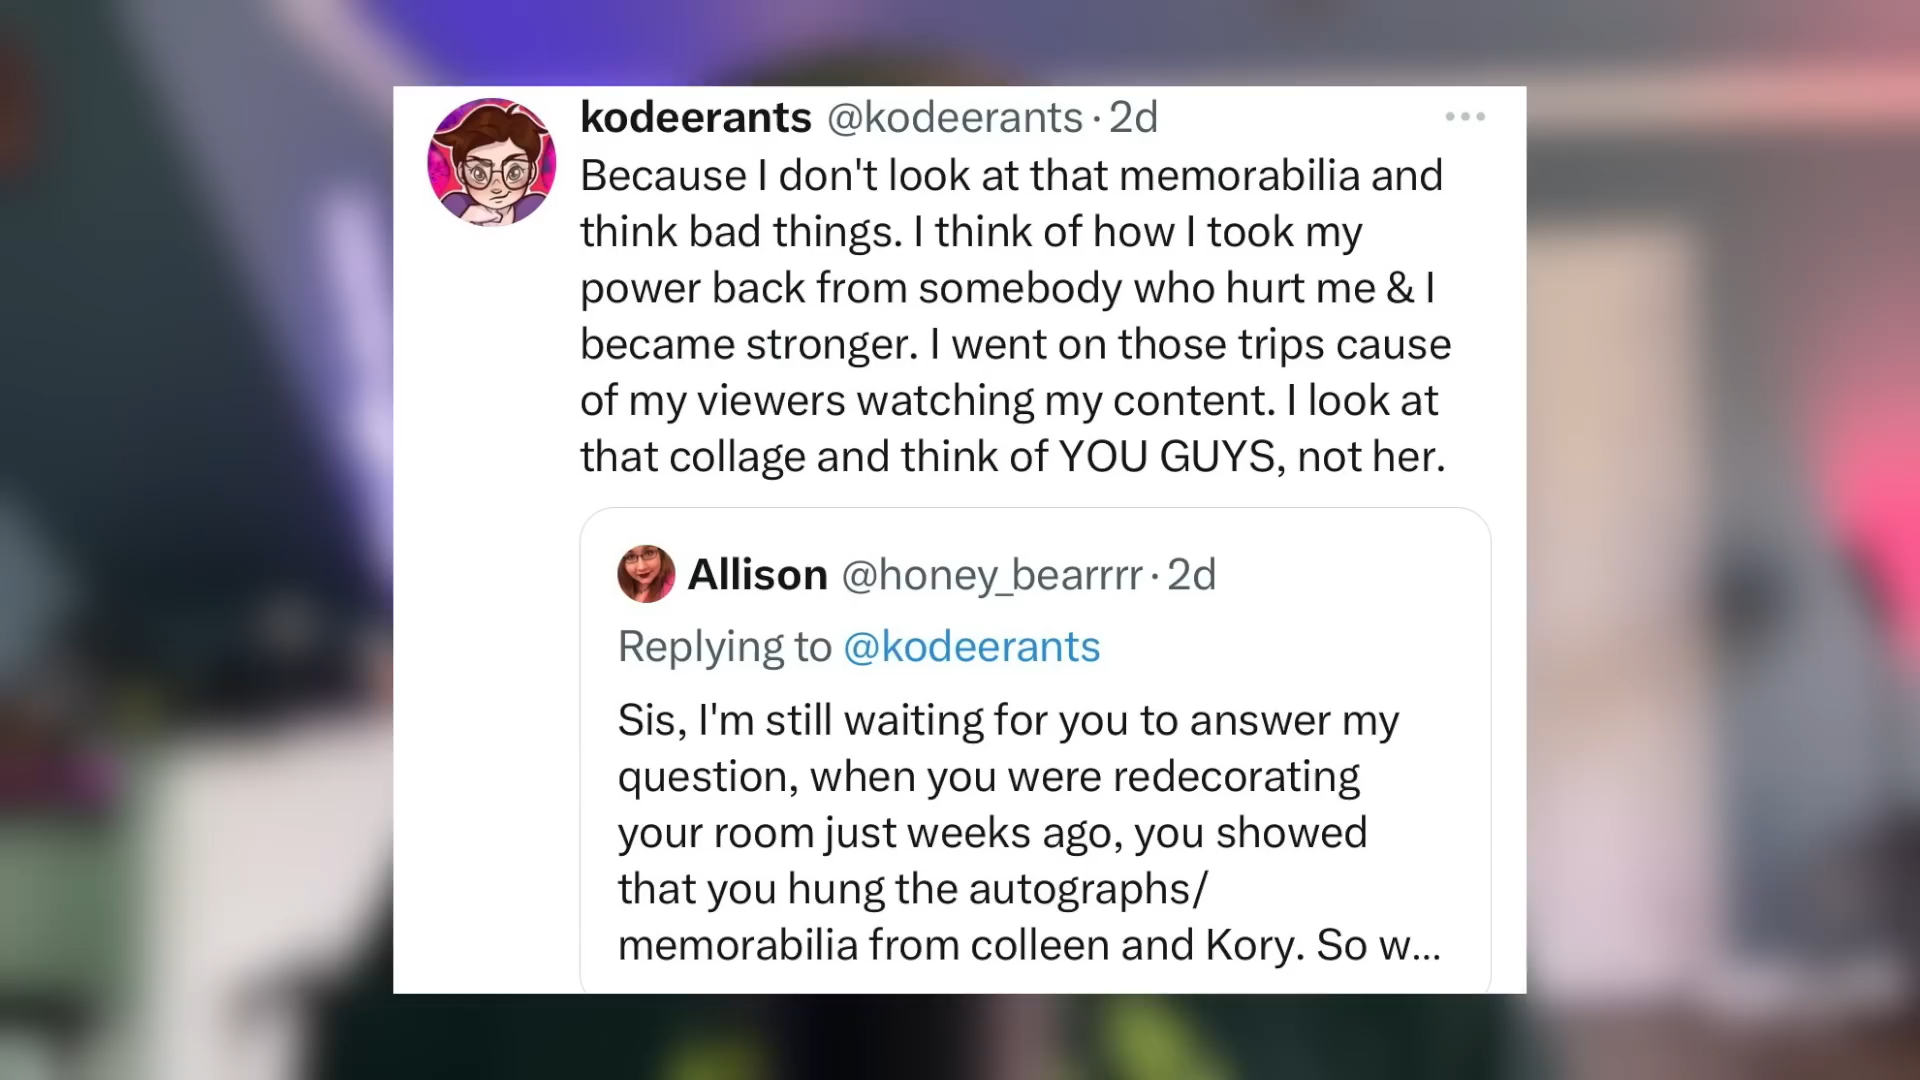 kodeerants @kodeerants · 2d
Because I don't look at that memorabilia and
think bad things. I think of how I took my
power back from somebody who hurt me & I
became stronger. I went on those trips cause
of my viewers watching my content. I look at
that collage and think of YOU GUYS, not her.
Allison @honey_bearrrr · 2d
Replying to @kodeerants
Sis, I'm still waiting for you to answer my
question, when you were redecorating
your room just weeks ago, you showed
that you hung the autographs/
memorabilia from colleen and Kory. So w...